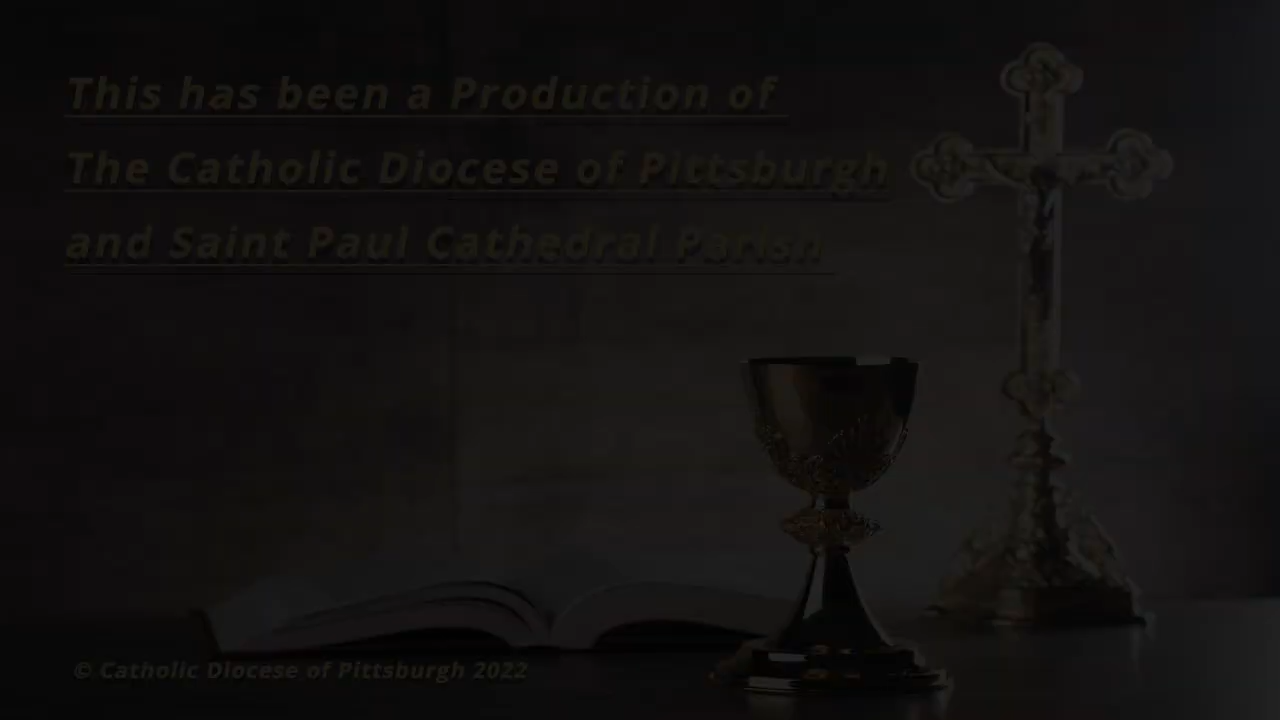 This has been a Production of
The Catholic Diocese of Pittsburgh
and Saint Paul Cathedral Parish
© Catholic Diocese of Pittsburgh 2022